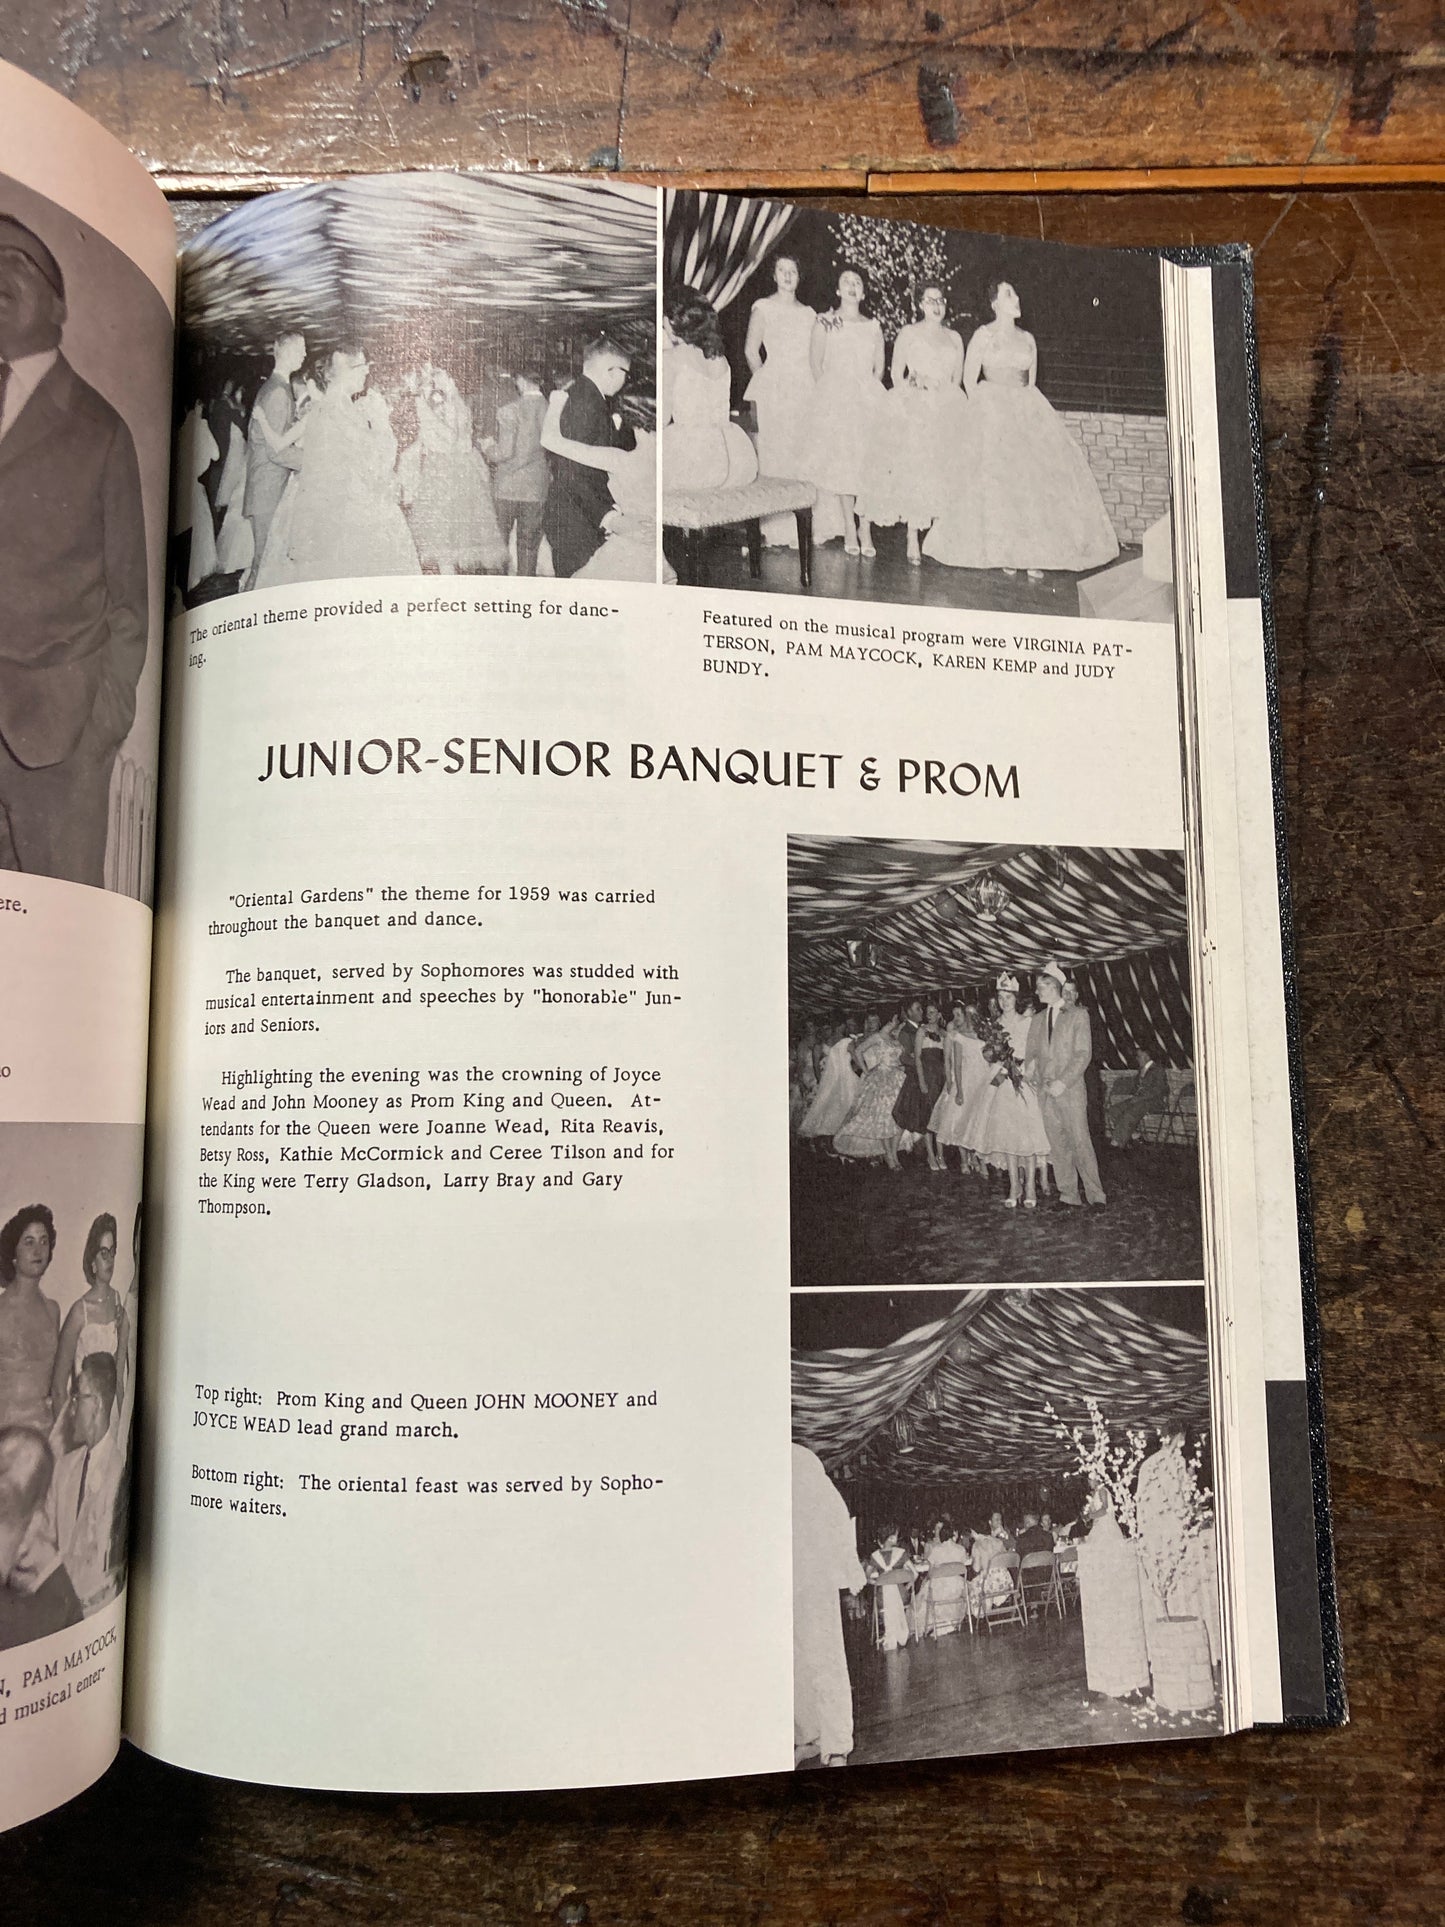 ere.
N, PAM MAYCOCK
d musical enter-
The oriental theme provided a perfect setting for danc-
ing.
Featured on the musical program were VIRGINIA PAT-
TERSON, PAM MAYCOCK, KAREN KEMP and JUDY
BUNDY.
JUNIOR-SENIOR BANQUET & PROM
"Oriental Gardens" the theme for 1959 was carried
throughout the banquet and dance.
The banquet, served by Sophomores was studded with
musical entertainment and speeches by "honorable" Jun-
iors and Seniors.
Highlighting the evening was the crowning of Joyce
Wead and John Mooney as Prom King and Queen. At-
tendants for the Queen were Joanne Wead, Rita Reavis,
Betsy Ross, Kathie McCormick and Ceree Tilson and for
the King were Terry Gladson, Larry Bray and Gary
Thompson.
Top right: Prom King and Queen JOHN MOONEY and
JOYCE WEAD lead grand march.
Bottom right: The oriental feast was served by Sopho-
more waiters.